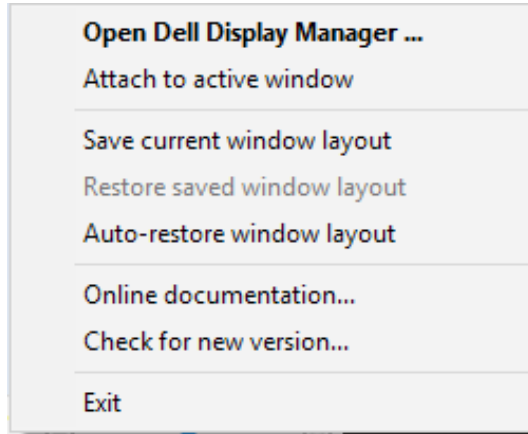 Open Dell Display Manager ...
Attach to active window
Save current window layout
Restore saved window layout
Auto-restore window layout
Online documentation...
Check for new version...
Exit